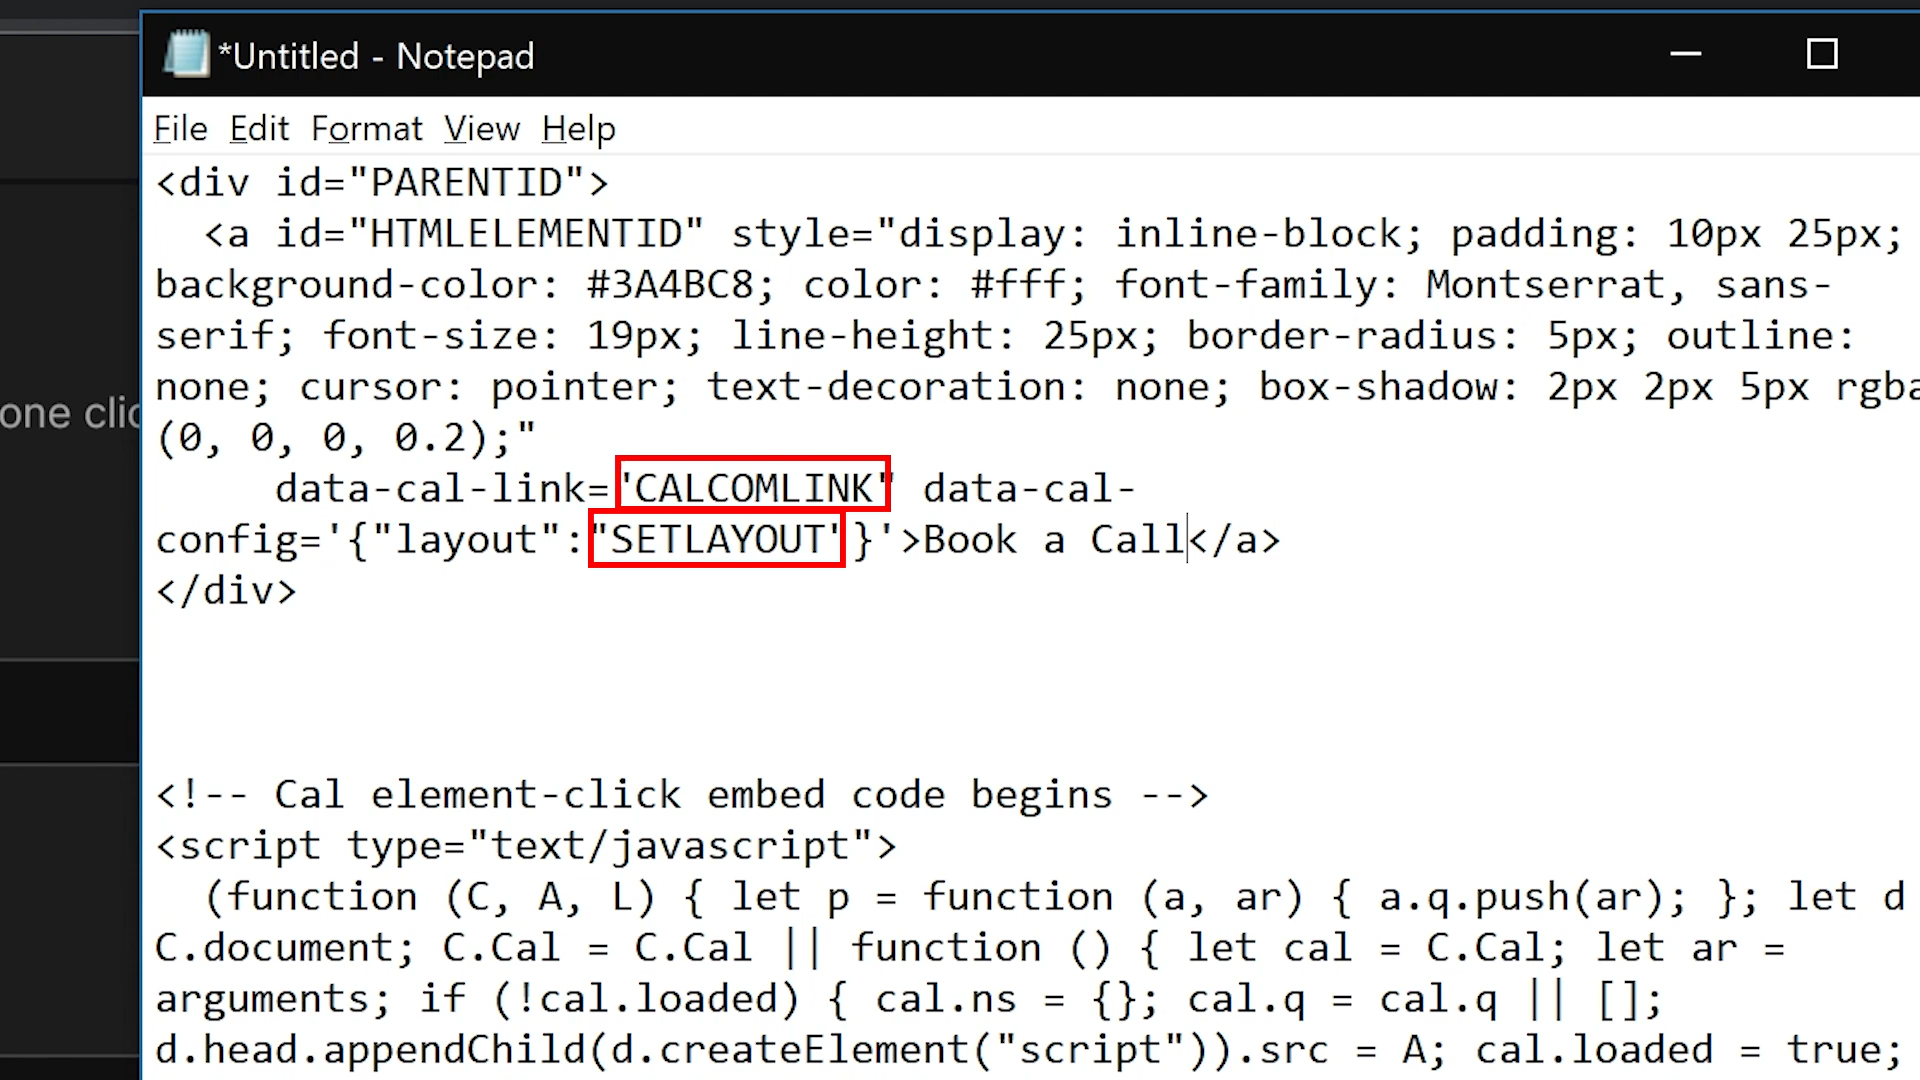 *Untitled - Notepad
File Edit Format View Help
<div id="PARENTID">
<a id="HTMLELEMENTID" style="display: inline-block; padding: 10px 25px;
background-color: #3A4BC8; color: #fff; font-family: Montserrat, sans-
serif; font-size: 19px; line-height: 25px; border-radius: 5px; outline:
none; cursor: pointer; text-decoration: none; box-shadow: 2px 2px 5px rgba
one clic
(0, 0, 0, 0.2);"
data-cal-link="CALCOMLINK" data-cal-
config='{"layout":"SETLAYOUT"}'>Book a Call</a>
</div>
<!-- Cal element-click embed code begins -->
<script type="text/javascript">
(function (C, A, L) { let p = function (a, ar) { a.q.push(ar); }; let d
C.document; C.Cal = C.Cal || function () { let cal = C.Cal; let ar =
arguments; if (!cal.loaded) { cal.ns = {}; cal.q = cal.q || [];
d.head.appendChild(d.createElement("script")).src = A; cal.loaded = true;